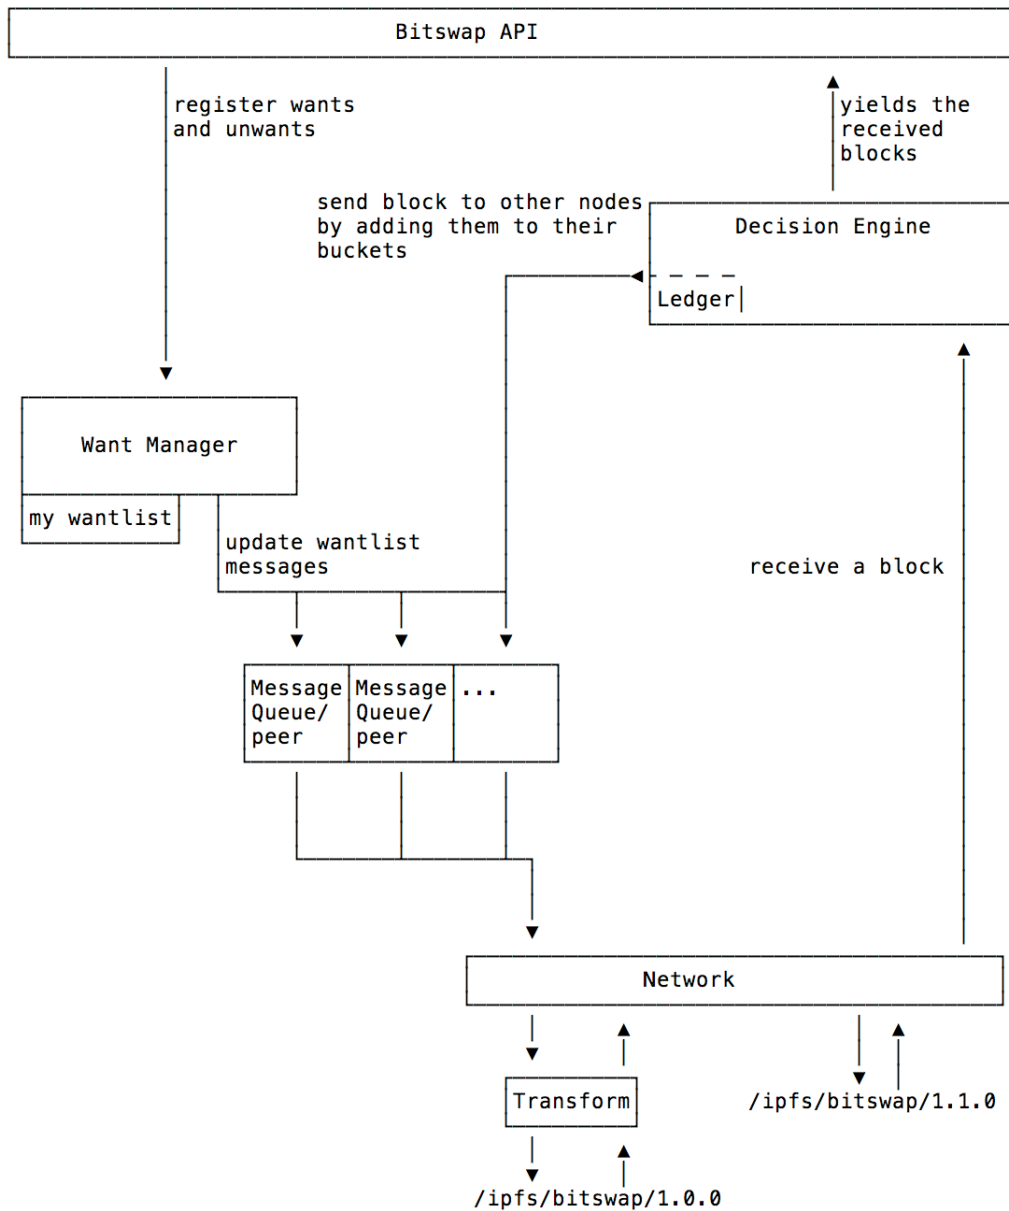 Bitswap API
register wants
and unwants
yields the
received
blocks
send block to other nodes
by adding them to their
buckets
Decision Engine
Ledger
Want Manager
my wantlist
update wantlist
messages
receive a block
Message
Queue/
peer
Message
Queue/
peer
...
Network
Transform
/ipfs/bitswap/1.1.0
/ipfs/bitswap/1.0.0